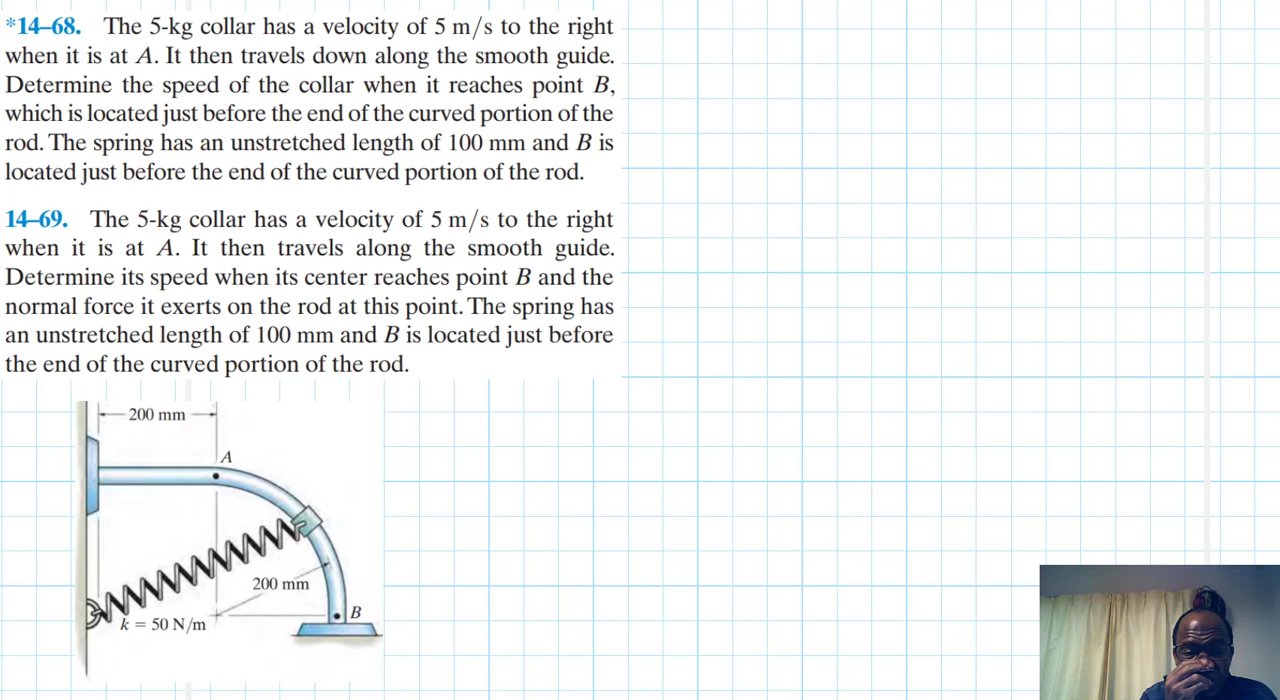 *14–68. The 5-kg collar has a velocity of 5 m/s to the right
when it is at A. It then travels down along the smooth guide.
Determine the speed of the collar when it reaches point B,
which is located just before the end of the curved portion of the
rod. The spring has an unstretched length of 100 mm and B is
located just before the end of the curved portion of the rod.
14–69. The 5-kg collar has a velocity of 5 m/s to the right
when it is at A. It then travels along the smooth guide.
Determine its speed when its center reaches point B and the
normal force it exerts on the rod at this point. The spring has
an unstretched length of 100 mm and B is located just before
the end of the curved portion of the rod.
200 mm
A
200 mm
B
k = 50 N/m